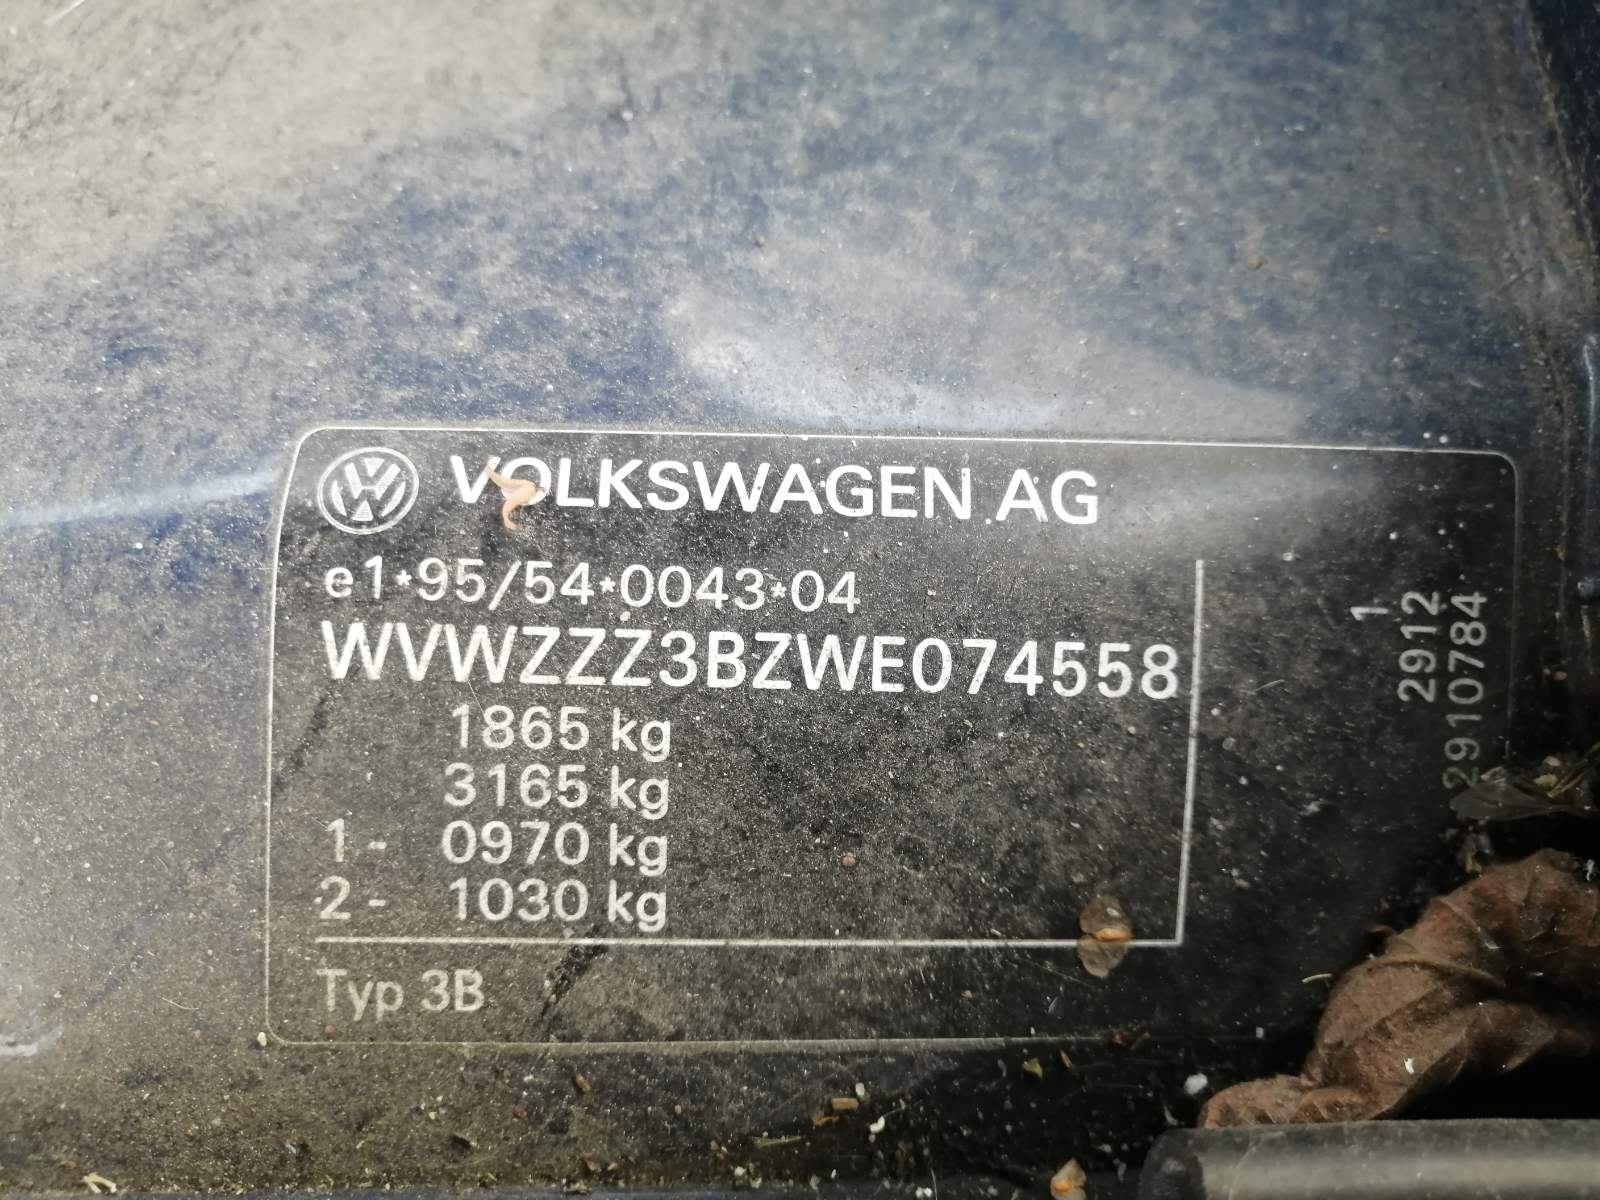 VOLKSWAGEN AG
e1*95/54*0043*04
WVWZZZ3BZWE074558
1865 kg
3165 kg
1- 0970 kg
2- 1030 kg
Typ 3B
1
2912
2910784